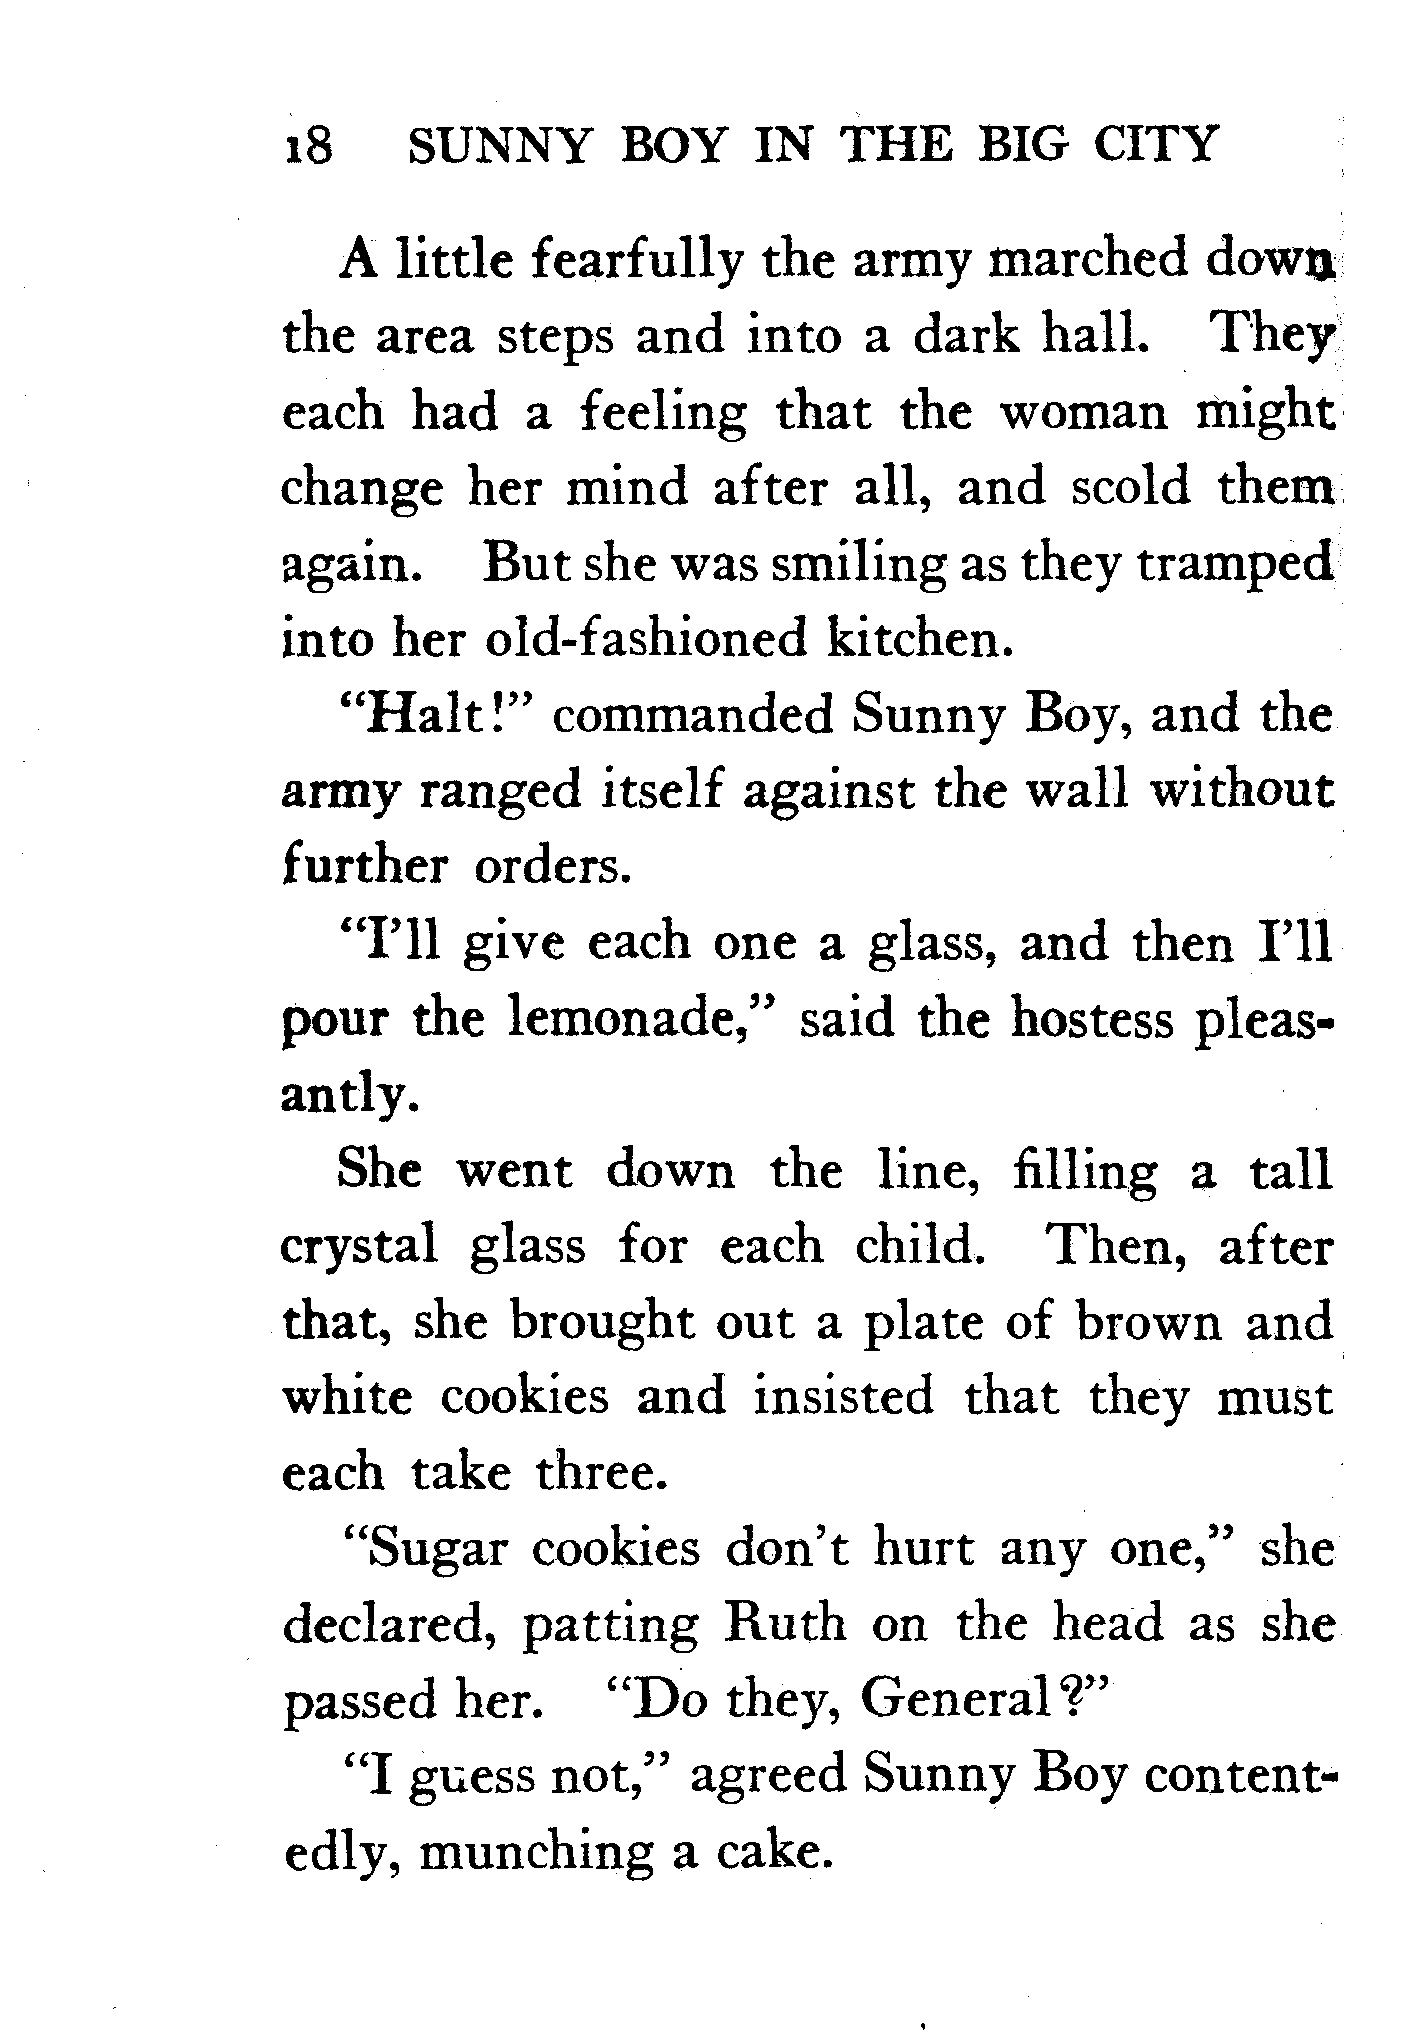 18 SUNNY BOY IN THE BIG CITY
A little fearfully the army marched down
the area steps and into a dark hall. They
each had a feeling that the woman might
change her mind after all, and scold them
again. But she was smiling as they tramped
into her old-fashioned kitchen.
“Halt!” commanded Sunny Boy, and the
army ranged itself against the wall without
further orders.
“I’ll give each one a glass, and then I’ll
pour the lemonade,” said the hostess pleas-
antly.
She went down the line, filling a tall
crystal glass for each child. Then, after
that, she brought out a plate of brown and
white cookies and insisted that they must
each take three.
“Sugar cookies don’t hurt any one,” she
declared, patting Ruth on the head as she
passed her. “Do they, General?”
“I guess not,” agreed Sunny Boy content-
edly, munching a cake.